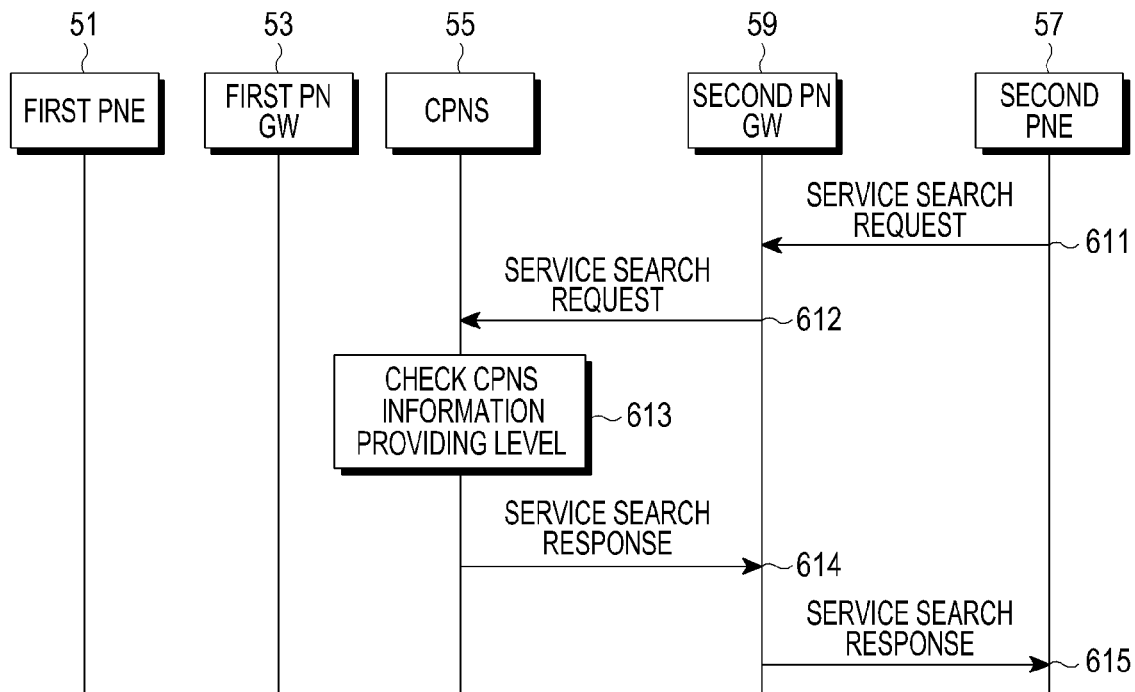 51
53
55
59
57
FIRST PNE
FIRST PN
GW
CPNS
SECOND PN
GW
SECOND
PNE
SERVICE SEARCH
REQUEST
611
SERVICE SEARCH
REQUEST
612
CHECK CPNS
INFORMATION
PROVIDING LEVEL
613
SERVICE SEARCH
RESPONSE
614
SERVICE SEARCH
RESPONSE
615